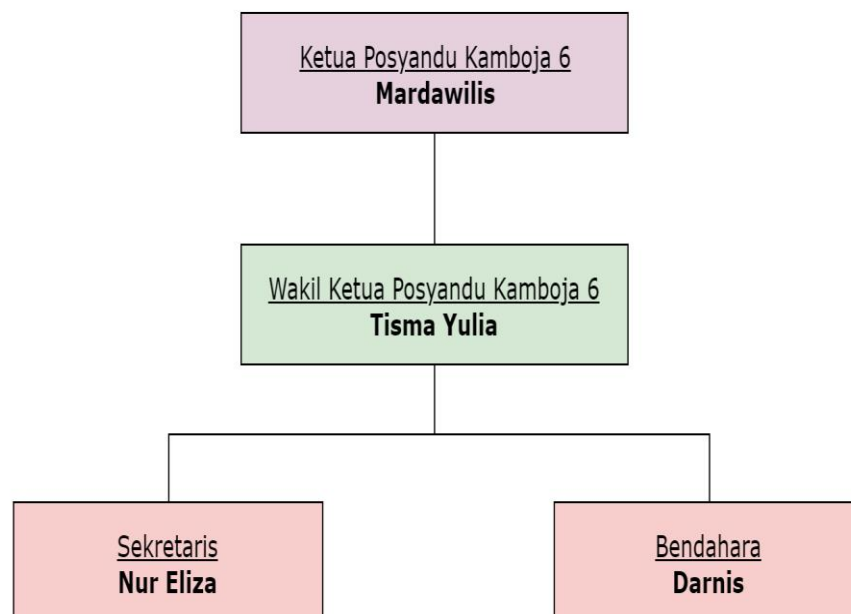 Ketua Posyandu Kamboja 6
Mardawilis
Wakil Ketua Posyandu Kamboja 6
Tisma Yulia
Sekretaris
Nur Eliza
Bendahara
Darnis